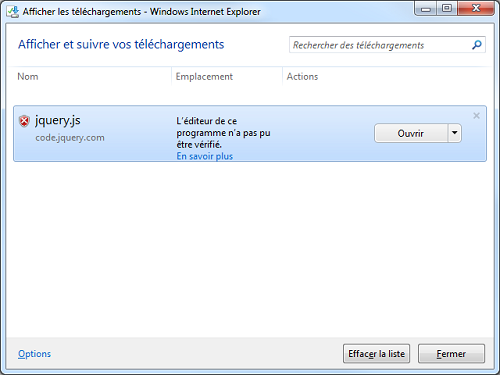 Afficher les téléchargements - Windows Internet Explorer
Afficher et suivre vos téléchargements
Rechercher des téléchargements
Nom Emplacement Actions
jquery.js
code.jquery.com
L'éditeur de ce
programme n'a pas pu
être vérifié.
En savoir plus
Ouvrir
Options
Effacer la liste
Fermer